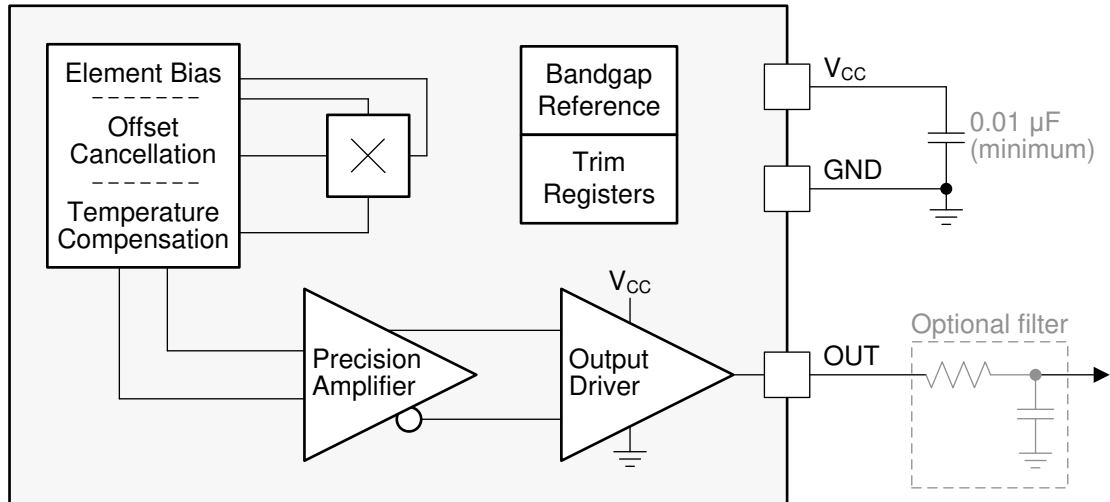 Element Bias
Offset
Cancellation
Temperature
Compensation
Bandgap
Reference
Trim
Registers
VCC
GND
0.01 µF
(minimum)
VCC
Precision
Amplifier
Output
Driver
OUT
Optional filter